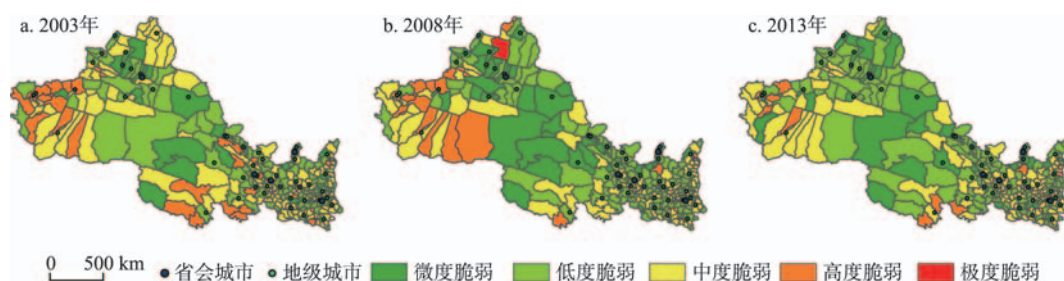 a. 2003年
b. 2008年
c. 2013年
0 500 km 省会城市 地级城市 微度脆弱 低度脆弱 中度脆弱 高度脆弱 极度脆弱